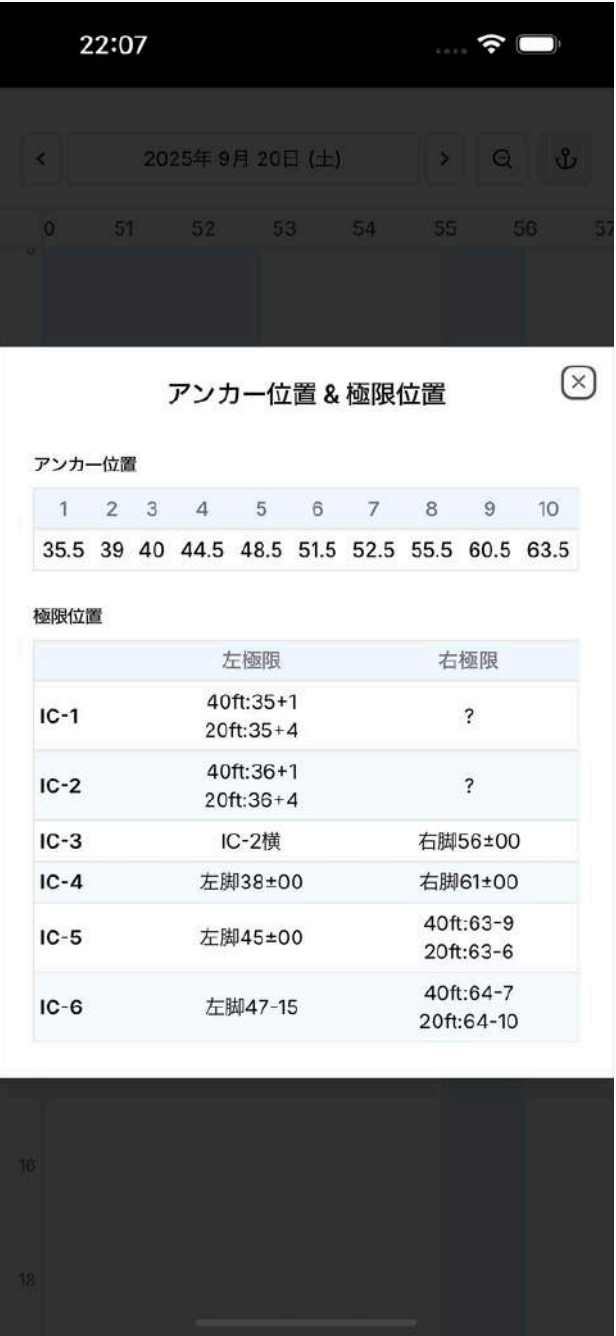 22:07
2025年 9月 20日 (土)
0 51 52 53 54 55 56 57
アンカー位置 & 極限位置
アンカー位置
1 2 3 4 5 6 7 8 9 10
35.5 39 40 44.5 48.5 51.5 52.5 55.5 60.5 63.5
極限位置
左極限 右極限
IC-1 40ft:35+1 ?
20ft:35+4
IC-2 40ft:36+1 ?
20ft:36+4
IC-3 IC-2横 右脚56±00
IC-4 左脚38±00 右脚61±00
IC-5 左脚45±00 40ft:63-9
20ft:63-6
IC-6 左脚47-15 40ft:64-7
20ft:64-10
16
18